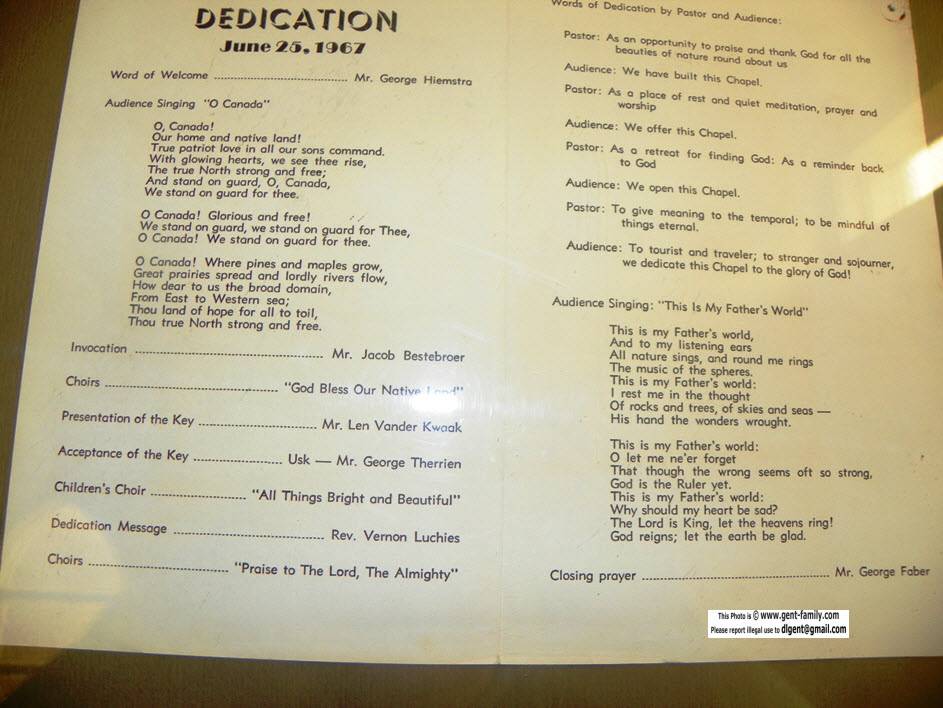 DEDICATION
June 25, 1967
Word of Welcome ........................................ Mr. George Hiemstra
Audience Singing "O Canada"
O, Canada!
Our home and native land!
True patriot love in all our sons command.
With glowing hearts, we see thee rise,
The true North strong and free;
And stand on guard, O, Canada,
We stand on guard for thee.
O Canada! Glorious and free!
We stand on guard, we stand on guard for Thee,
O Canada! We stand on guard for thee.
O Canada! Where pines and maples grow,
Great prairies spread and lordly rivers flow,
How dear to us the broad domain,
From East to Western sea;
Thou land of hope for all to toil,
Thou true North strong and free.
Invocation ........................................ Mr. Jacob Bestebroer
Choirs ........................................ "God Bless Our Native Land"
Presentation of the Key ........................................ Mr. Len Vander Kwaak
Acceptance of the Key ........................................ Usk — Mr. George Therrien
Children's Choir ........................................ "All Things Bright and Beautiful"
Dedication Message ........................................ Rev. Vernon Luchies
Choirs ........................................ "Praise to The Lord, The Almighty"
Words of Dedication by Pastor and Audience:
Pastor: As an opportunity to praise and thank God for all the
beauties of nature round about us
Audience: We have built this Chapel.
Pastor: As a place of rest and quiet meditation, prayer and
worship
Audience: We offer this Chapel.
Pastor: As a retreat for finding God: As a reminder back
to God
Audience: We open this Chapel.
Pastor: To give meaning to the temporal; to be mindful of
things eternal.
Audience: To tourist and traveler; to stranger and sojourner,
we dedicate this Chapel to the glory of God!
Audience Singing: "This Is My Father's World"
This is my Father's world,
And to my listening ears
All nature sings, and round me rings
The music of the spheres.
This is my Father's world:
I rest me in the thought
Of rocks and trees, of skies and seas —
His hand the wonders wrought.
This is my Father's world:
O let me ne'er forget
That though the wrong seems oft so strong,
God is the Ruler yet.
This is my Father's world:
Why should my heart be sad?
The Lord is King, let the heavens ring!
God reigns; let the earth be glad.
Closing prayer ........................................ Mr. George Faber
This Photo is © www.gent-family.com
Please report illegal use to dlgent@gmail.com